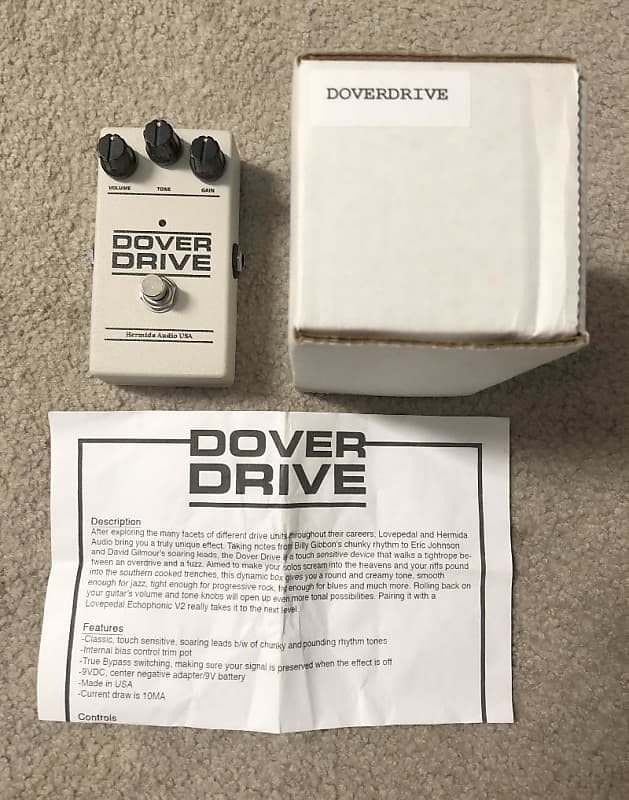 DOVERDRIVE
VOLUME TONE GAIN
DOVER
DRIVE
Hermida Audio USA
DOVER
DRIVE
Description
After exploring the many facets of different drive units throughout their careers, Lovepedal and Hermida
Audio bring you a truly unique effect. Taking notes from Billy Gibbon's chunky rhythm to Eric Johnson
and David Gilmour's soaring leads, the Dover Drive is a touch sensitive device that walks a tightrope be-
tween an overdrive and a fuzz. Aimed to make your solos scream into the heavens and your riffs pound
into the southern cooked trenches, this dynamic box gives you a round and creamy tone, smooth
enough for jazz, tight enough for progressive rock, fry enough for blues and much more. Rolling back on
your guitar's volume and tone knobs will open up even more tonal possibilities. Pairing it with a
Lovepedal Echophonic V2 really takes it to the next level.
Features
-Classic, touch sensitive, soaring leads b/w of chunky and pounding rhythm tones
-Internal bias control trim pot
-True Bypass switching, making sure your signal is preserved when the effect is off
-9VDC, center negative adapter/9V battery
-Made in USA
-Current draw is 10MA
Controls